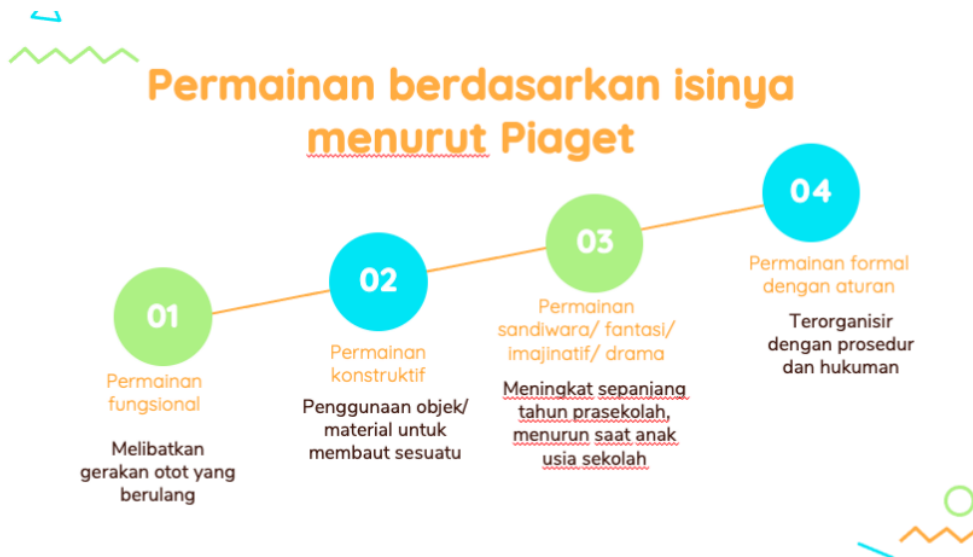 Permainan berdasarkan isinya
menurut Piaget
01
Permainan
fungsional
Melibatkan
gerakan otot yang
berulang
02
Permainan
konstruktif
Penggunaan objek/
material untuk
membaut sesuatu
03
Permainan
sandiwara/ fantasi/
imajinatif/ drama
Meningkat sepanjang
tahun prasekolah,
menurun saat anak
usia sekolah
04
Permainan formal
dengan aturan
Terorganisir
dengan prosedur
dan hukuman